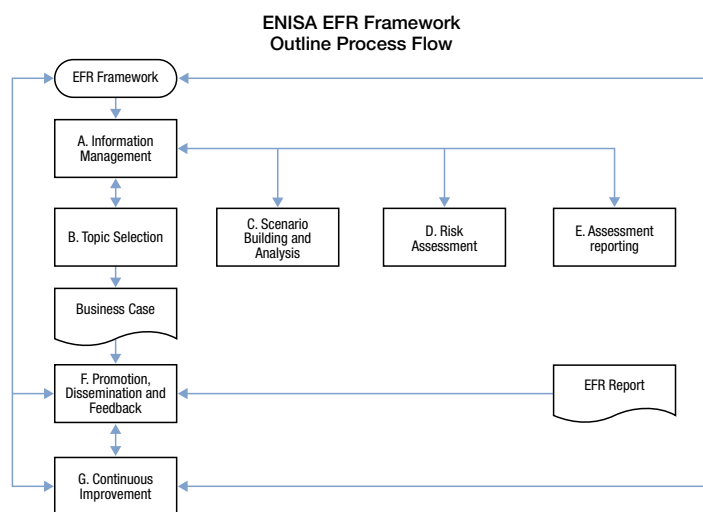 ENISA EFR Framework
Outline Process Flow
EFR Framework
A. Information
Management
B. Topic Selection
C. Scenario
Building and
Analysis
D. Risk
Assessment
E. Assessment
reporting
Business Case
F. Promotion,
Dissemination and
Feedback
EFR Report
G. Continuous
Improvement